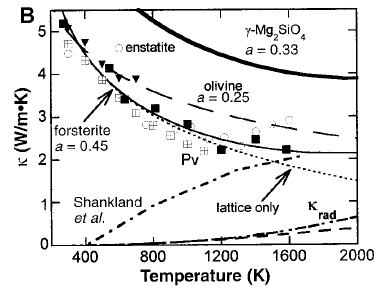 B
5
4
3
2
1
0
κ (W/m•K)
γ-Mg2SiO4
a = 0.33
enstatite
olivine
a = 0.25
forsterite
a = 0.45
Pv
Shankland
et al.
lattice only
κrad
400
800
1200
1600
2000
Temperature (K)